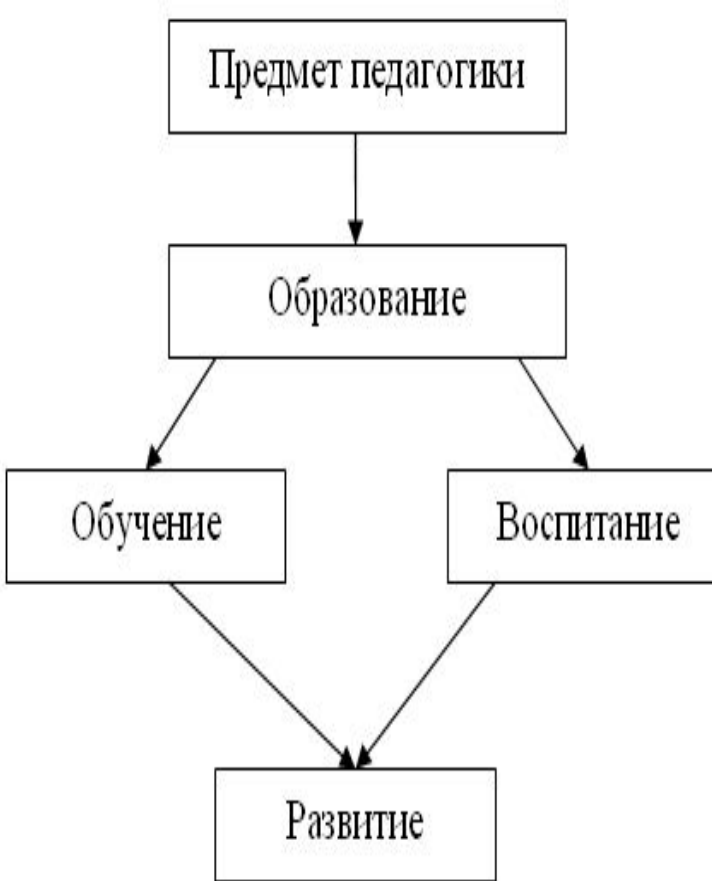 Предмет педагогики
Образование
Обучение
Воспитание
Развитие